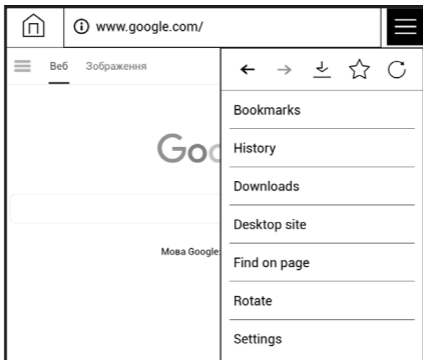 www.google.com/
Веб Зображення
Bookmarks
Goo
History
Downloads
Desktop site
Мова Google:
Find on page
Rotate
Settings